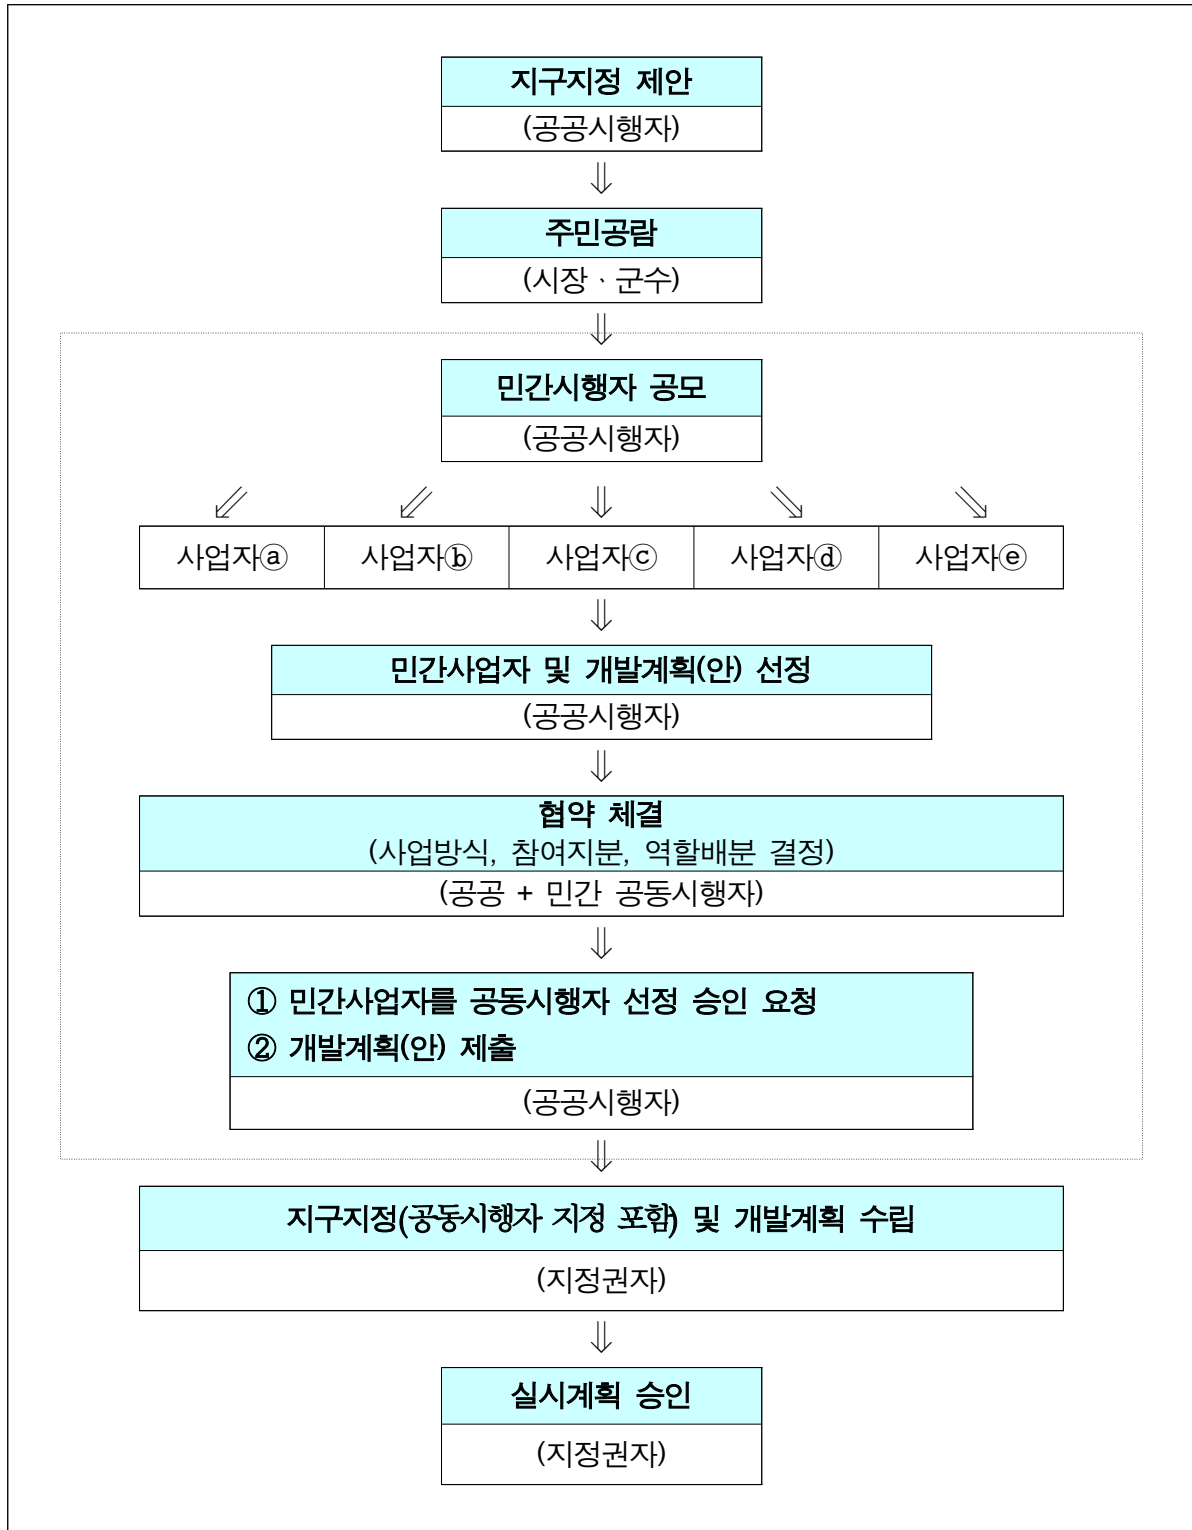 지구지정 제안
(공공시행자)
⇓
주민공람
(시장ㆍ군수)
⇓
민간시행자 공모
(공공시행자)
⇙ ⇙ ⇓ ⇘ ⇘
사업자ⓐ 사업자ⓑ 사업자ⓒ 사업자ⓓ 사업자ⓔ
⇓
민간사업자 및 개발계획(안) 선정
(공공시행자)
⇓
협약 체결
(사업방식, 참여지분, 역할배분 결정)
(공공 + 민간 공동시행자)
⇓
① 민간사업자를 공동시행자 선정 승인 요청
② 개발계획(안) 제출
(공공시행자)
⇓
지구지정(공동시행자 지정 포함) 및 개발계획 수립
(지정권자)
⇓
실시계획 승인
(지정권자)